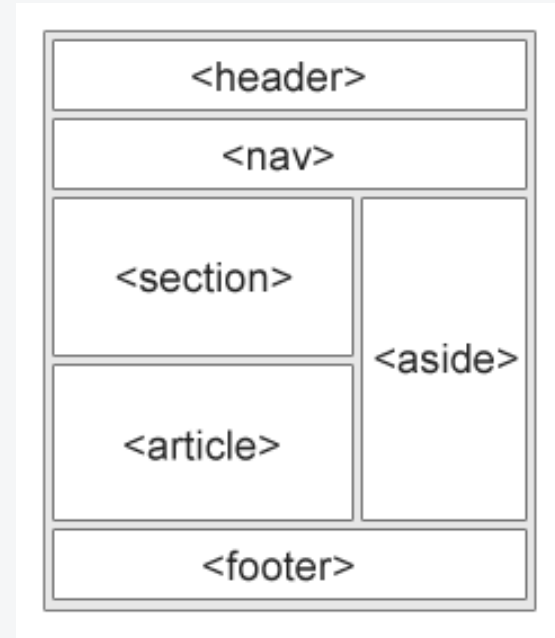 <header>
<nav>
<section>
<aside>
<article>
<footer>